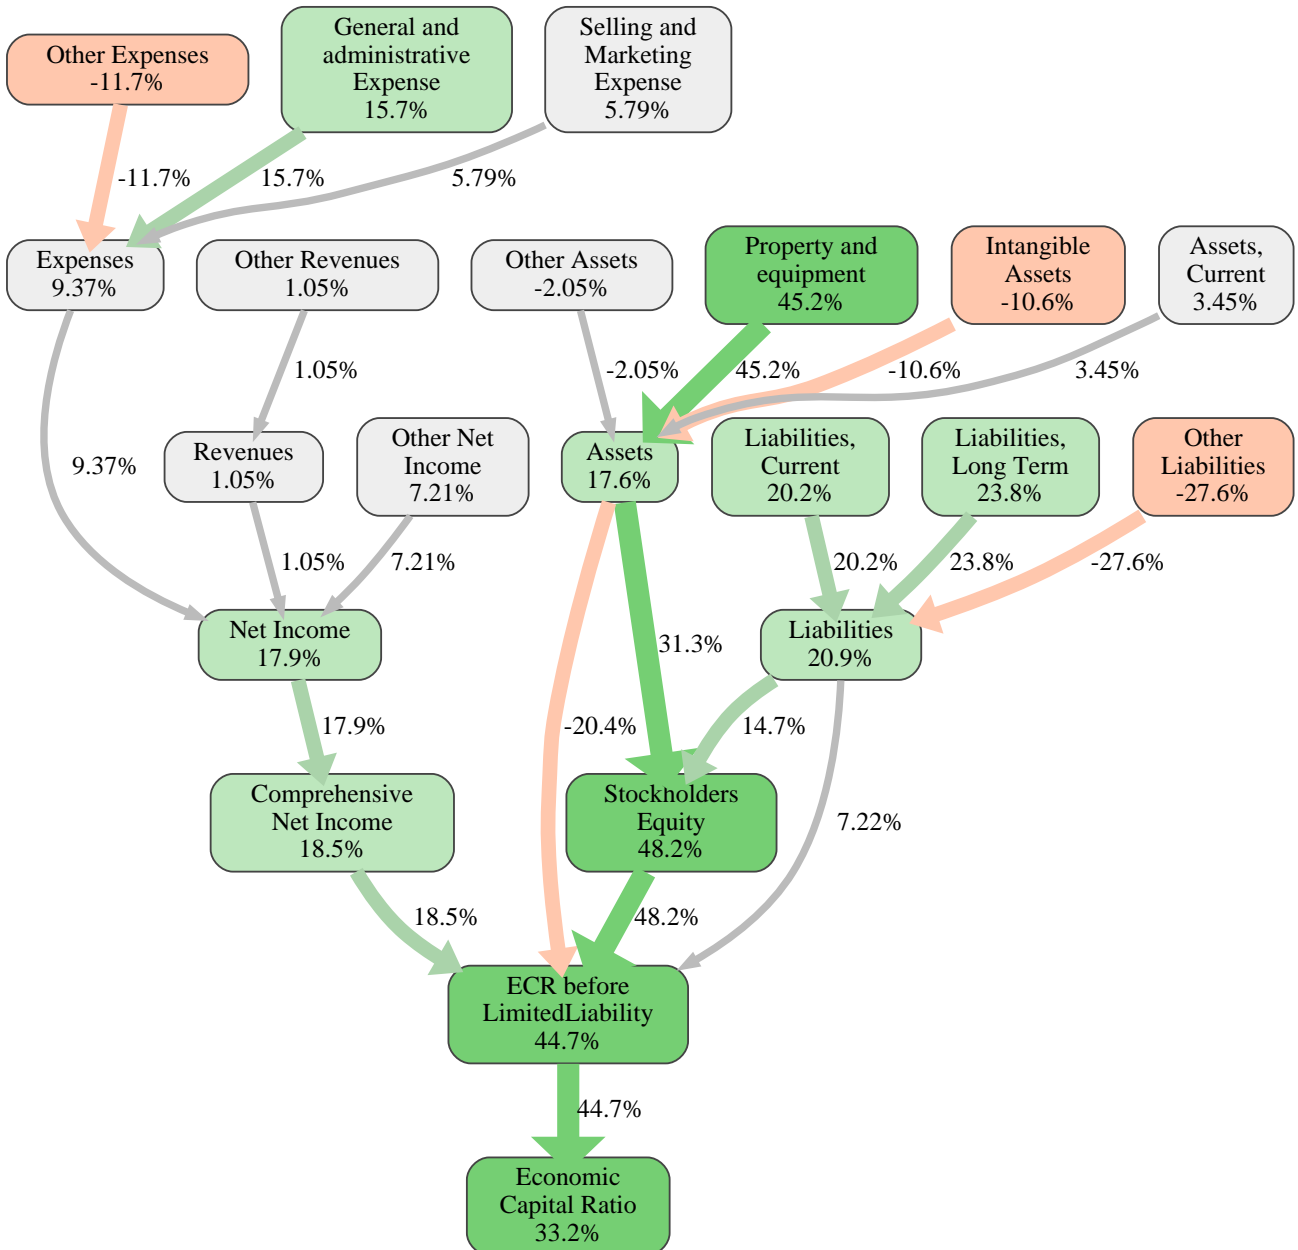 Other Expenses
-11.7%
General and
administrative
Expense
15.7%
Selling and
Marketing
Expense
5.79%
-11.7%
15.7%
5.79%
Expenses
9.37%
Other Revenues
1.05%
Other Assets
-2.05%
Property and
equipment
45.2%
Intangible
Assets
-10.6%
Assets,
Current
3.45%
1.05%
-2.05%
45.2%
-10.6%
3.45%
9.37%
Revenues
1.05%
Other Net
Income
7.21%
Assets
17.6%
Liabilities,
Current
20.2%
Liabilities,
Long Term
23.8%
Other
Liabilities
-27.6%
1.05%
7.21%
20.2%
23.8%
-27.6%
Net Income
17.9%
31.3%
Liabilities
20.9%
17.9%
-20.4%
14.7%
Comprehensive
Net Income
18.5%
Stockholders
Equity
48.2%
7.22%
18.5%
48.2%
ECR before
LimitedLiability
44.7%
44.7%
Economic
Capital Ratio
33.2%